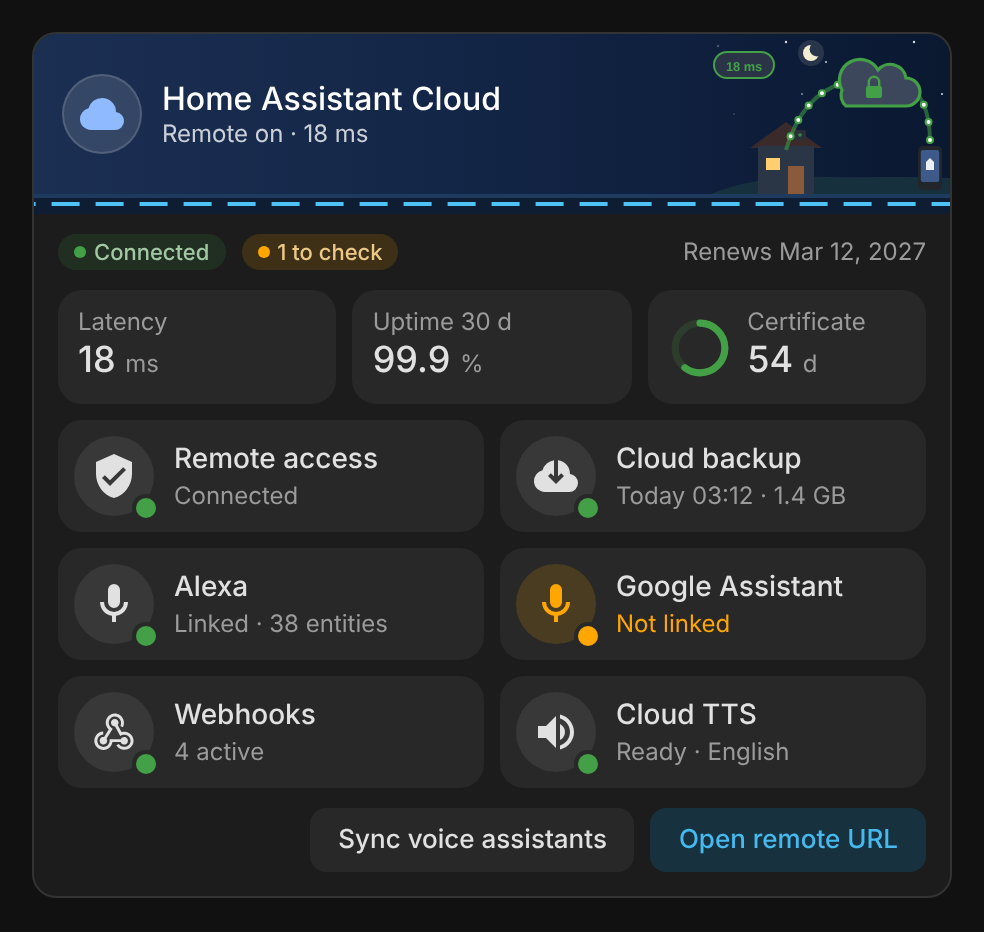 Home Assistant Cloud
Remote on · 18 ms
18 ms
Connected
1 to check
Renews Mar 12, 2027
Latency
18 ms
Uptime 30 d
99.9 %
Certificate
54 d
Remote access
Connected
Cloud backup
Today 03:12 · 1.4 GB
Alexa
Linked · 38 entities
Google Assistant
Not linked
Webhooks
4 active
Cloud TTS
Ready · English
Sync voice assistants
Open remote URL